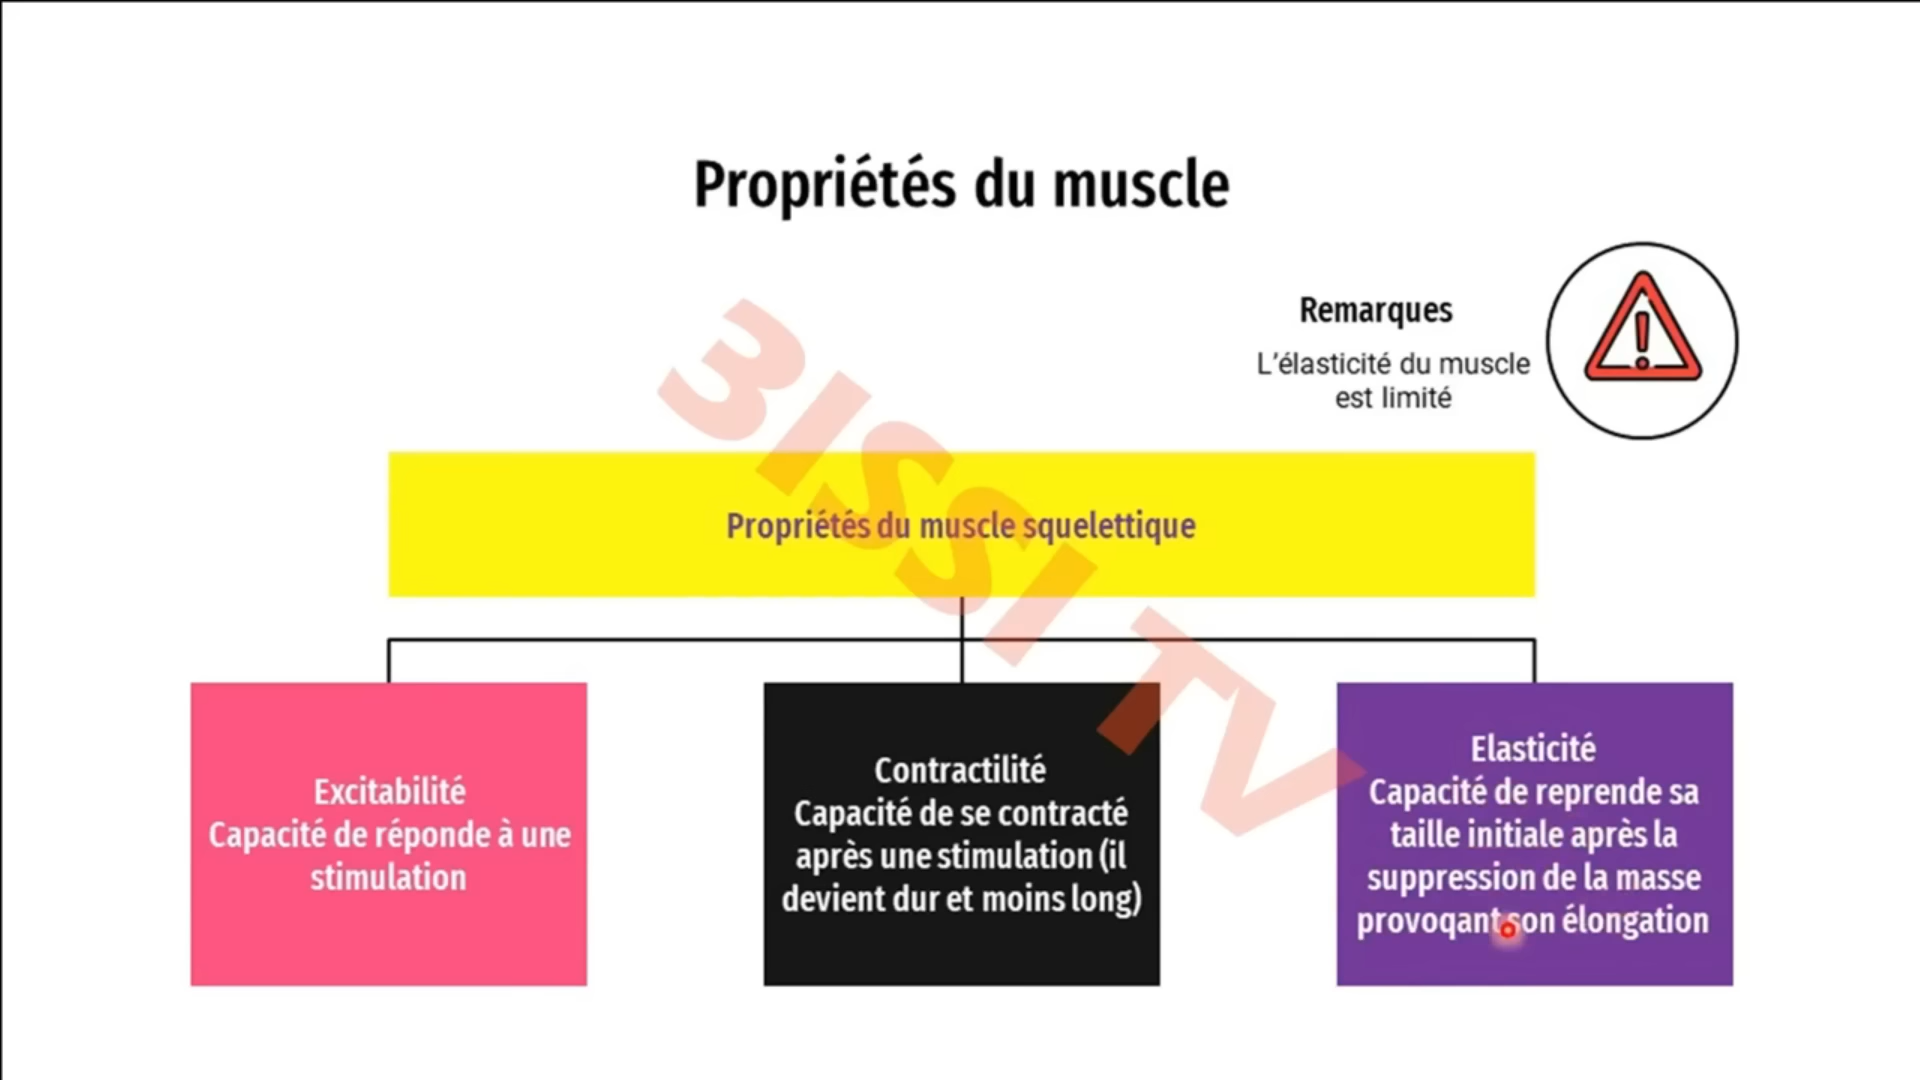 Propriétés du muscle
Remarques
L'élasticité du muscle
est limité
Propriétés du muscle squelettique
Excitabilité
Capacité de réponde à une
stimulation
Contractilité
Capacité de se contracté
après une stimulation (il
devient dur et moins long)
Elasticité
Capacité de reprende sa
taille initiale après la
suppression de la masse
provoqant son élongation
3ISSI TV